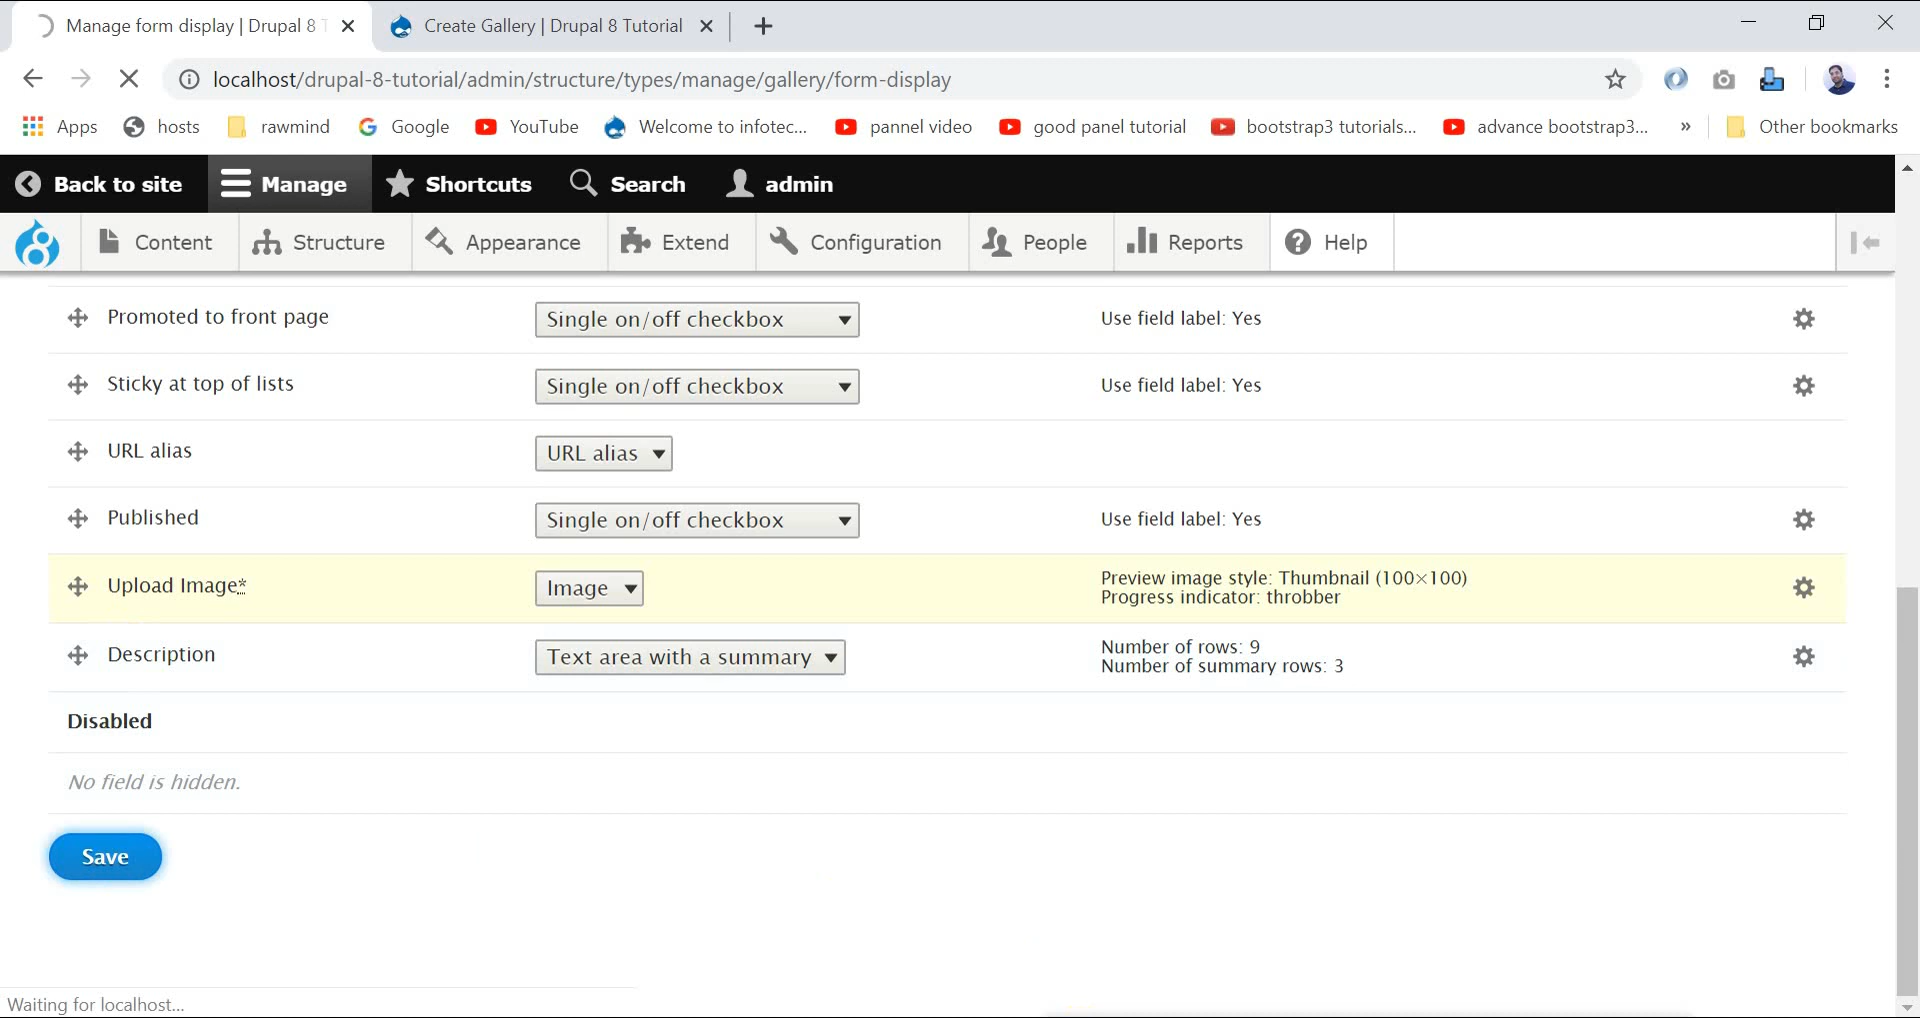 Manage form display | Drupal 8 T
Create Gallery | Drupal 8 Tutorial
localhost/drupal-8-tutorial/admin/structure/types/manage/gallery/form-display
Apps hosts rawmind Google YouTube Welcome to infotec... pannel video good panel tutorial bootstrap3 tutorials... advance bootstrap3... » Other bookmarks
Back to site Manage Shortcuts Search admin
Content Structure Appearance Extend Configuration People Reports Help
Promoted to front page Single on/off checkbox Use field label: Yes
Sticky at top of lists Single on/off checkbox Use field label: Yes
URL alias URL alias
Published Single on/off checkbox Use field label: Yes
Upload Image* Image Preview image style: Thumbnail (100×100)
Progress indicator: throbber
Description Text area with a summary Number of rows: 9
Number of summary rows: 3
Disabled
No field is hidden.
Save
Waiting for localhost...